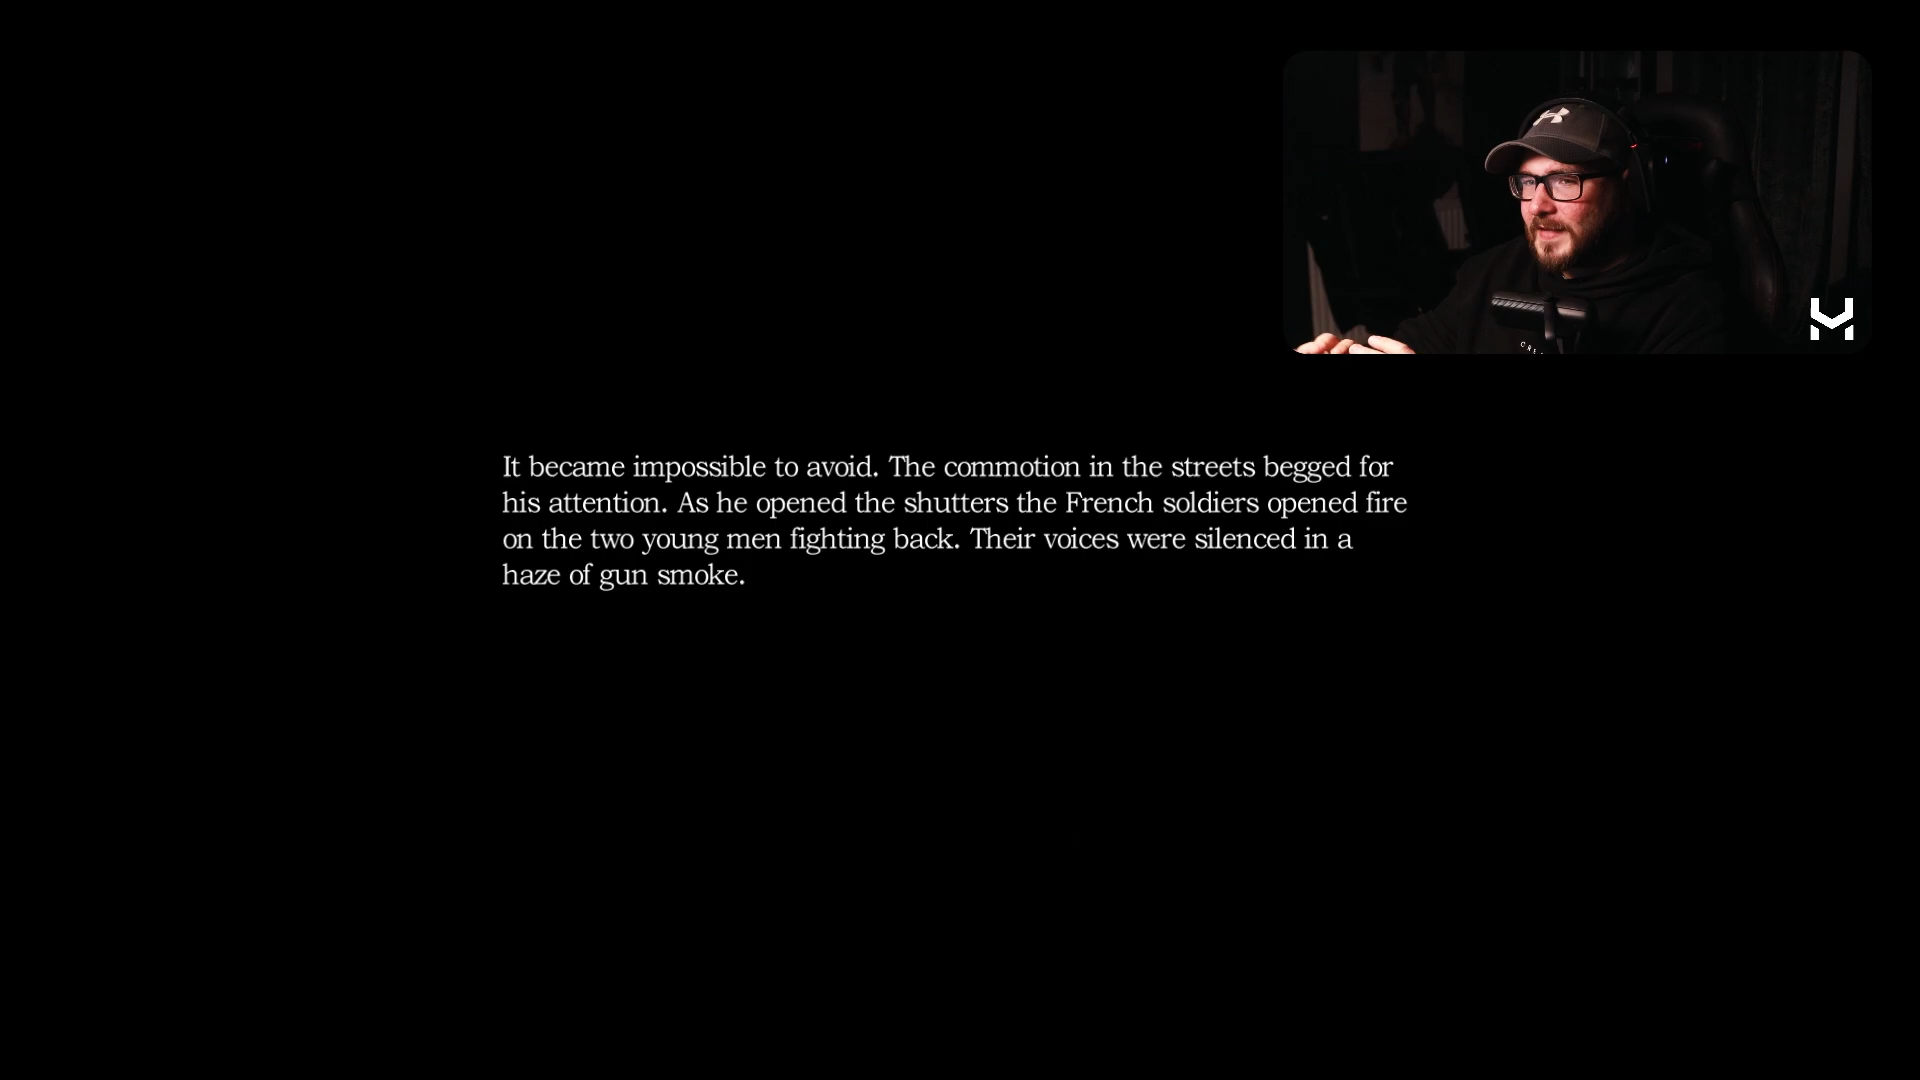 It became impossible to avoid. The commotion in the streets begged for
his attention. As he opened the shutters the French soldiers opened fire
on the two young men fighting back. Their voices were silenced in a
haze of gun smoke.